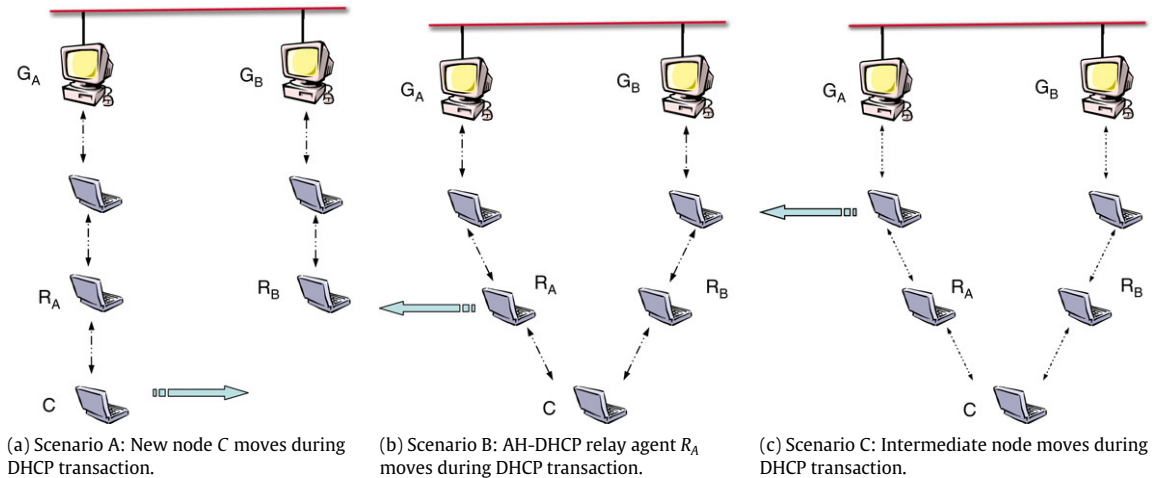 G_A
G_B
R_A
R_B
C
(a) Scenario A: New node C moves during
DHCP transaction.
G_A
G_B
R_A
R_B
C
(b) Scenario B: AH-DHCP relay agent R_A
moves during DHCP transaction.
G_A
G_B
R_A
R_B
C
(c) Scenario C: Intermediate node moves during
DHCP transaction.